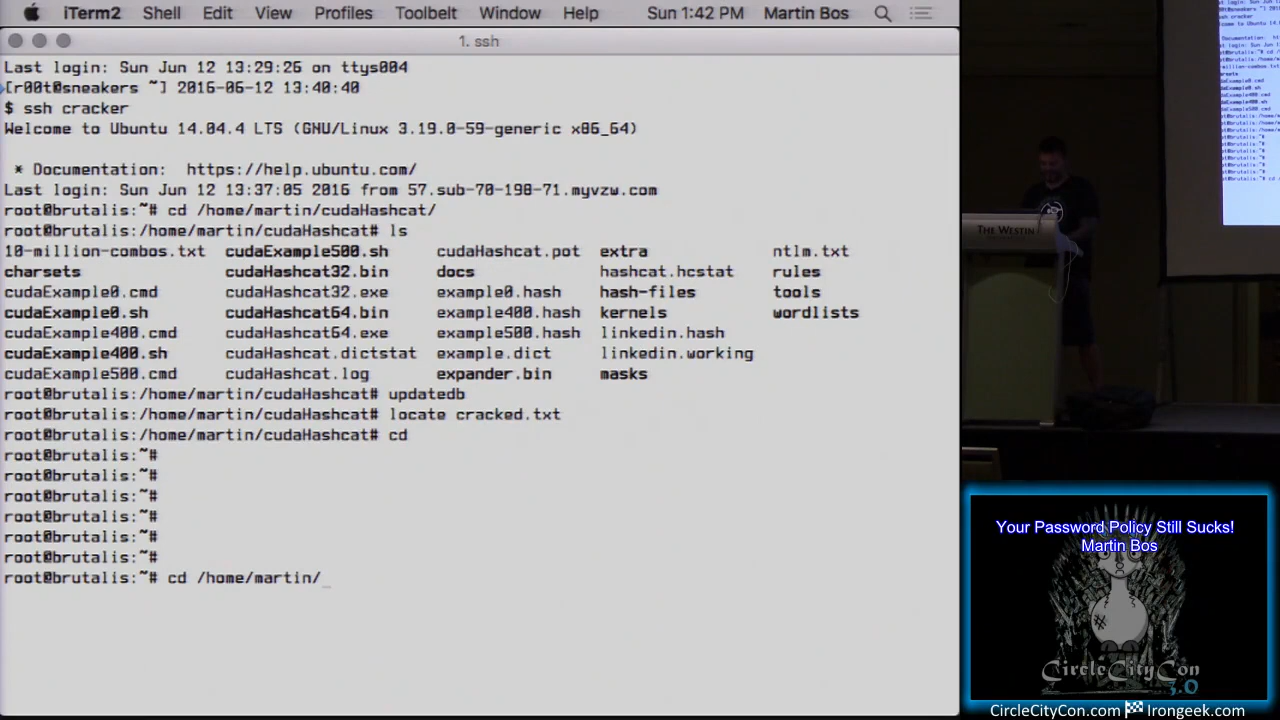 iTerm2 Shell Edit View Profiles Toolbelt Window Help Sun 1:42 PM Martin Bos
1. ssh
Last login: Sun Jun 12 13:29:26 on ttys004
[r00t@sneakers ~] 2016-06-12 13:40:40
$ ssh cracker
Welcome to Ubuntu 14.04.4 LTS (GNU/Linux 3.19.0-59-generic x86_64)
* Documentation: https://help.ubuntu.com/
Last login: Sun Jun 12 13:37:05 2016 from 57.sub-70-198-71.myvzw.com
root@brutalis:~# cd /home/martin/cudaHashcat/
root@brutalis:/home/martin/cudaHashcat# ls
10-million-combos.txt cudaExample500.sh cudaHashcat.pot extra ntlm.txt
charsets cudaHashcat32.bin docs hashcat.hcstat rules
cudaExample0.cmd cudaHashcat32.exe example0.hash hash-files tools
cudaExample0.sh cudaHashcat64.bin example400.hash kernels wordlists
cudaExample400.cmd cudaHashcat64.exe example500.hash linkedin.hash
cudaExample400.sh cudaHashcat.dictstat example.dict linkedin.working
cudaExample500.cmd cudaHashcat.log expander.bin masks
root@brutalis:/home/martin/cudaHashcat# updatedb
root@brutalis:/home/martin/cudaHashcat# locate cracked.txt
root@brutalis:/home/martin/cudaHashcat# cd
root@brutalis:~#
root@brutalis:~#
root@brutalis:~#
root@brutalis:~#
root@brutalis:~#
root@brutalis:~#
root@brutalis:~# cd /home/martin/_
THE WESTIN
Your Password Policy Still Sucks!
Martin Bos
CircleCityCon
3.0
CircleCityCon.com Irongeek.com